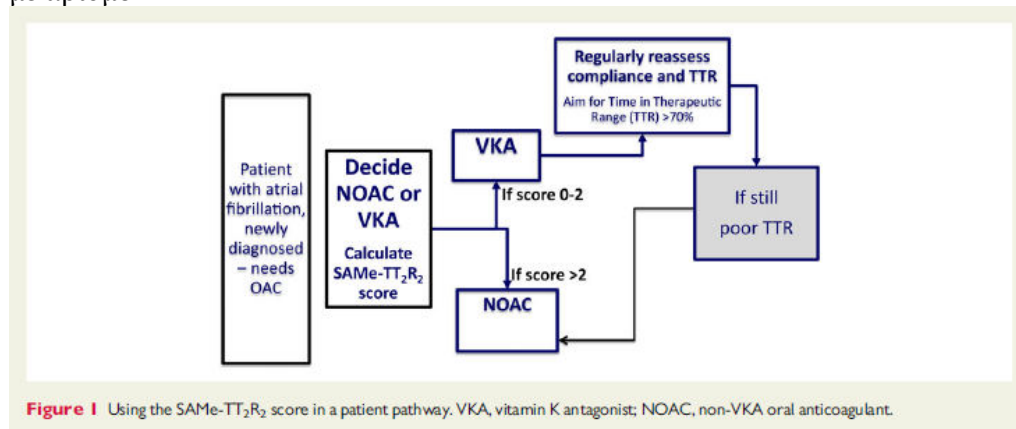 Patient
with atrial
fibrillation,
newly
diagnosed
– needs
OAC
Decide
NOAC or
VKA
Calculate
SAMe-TT₂R₂
score
VKA
If score 0-2
If score >2
NOAC
Regularly reassess
compliance and TTR
Aim for Time in Therapeutic
Range (TTR) >70%
If still
poor TTR
Figure 1 Using the SAMe-TT₂R₂ score in a patient pathway. VKA, vitamin K antagonist; NOAC, non-VKA oral anticoagulant.